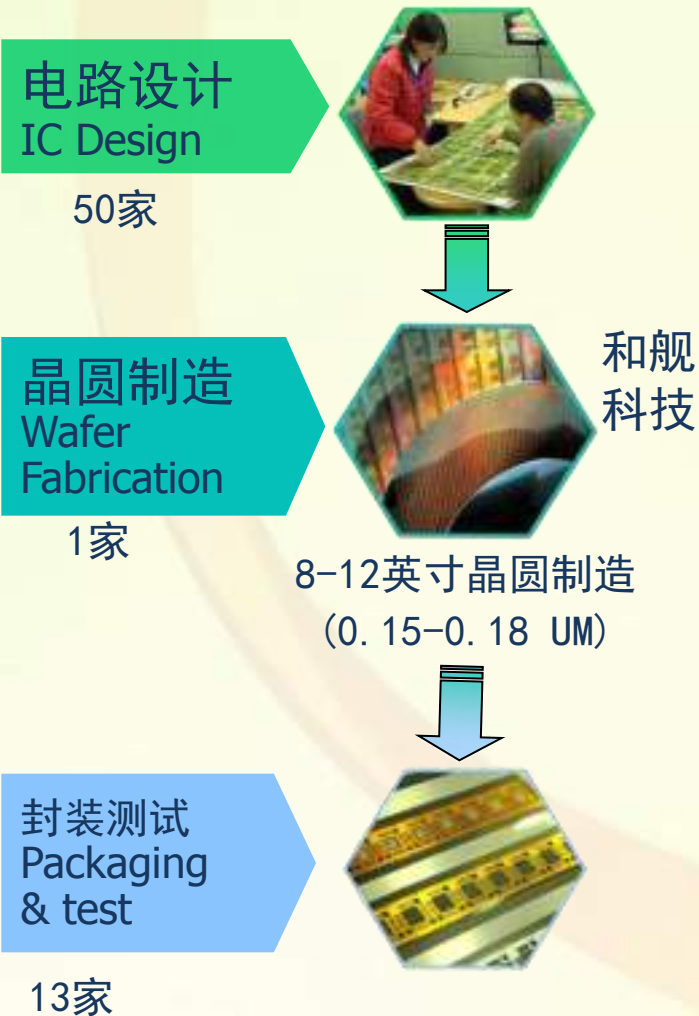 电路设计
IC Design
50家
晶圆制造
Wafer
Fabrication
1家
和舰
科技
8-12英寸晶圆制造
(0.15-0.18 UM)
封装测试
Packaging
& test
13家